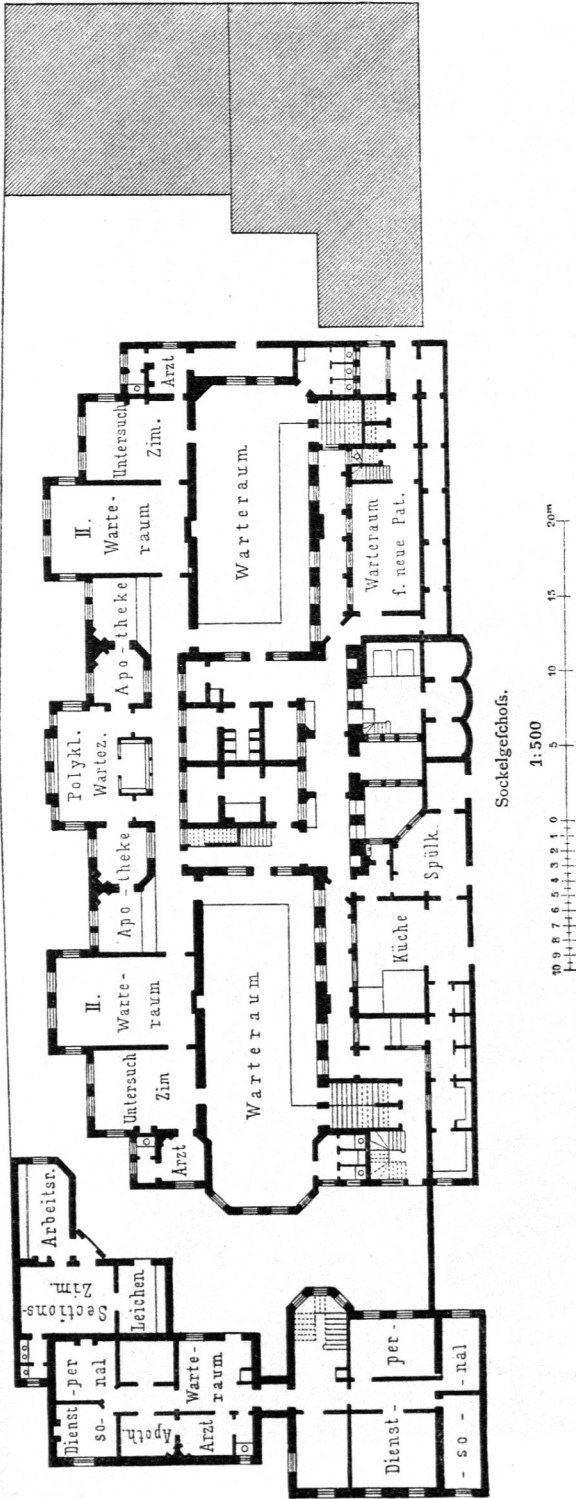 Arzt
Untersuch
Zim.
II.
Warte-
raum
Apo-theke
Polykl.
Wartez.
Apo-theke
II.
Warte-
raum
Untersuch
Zim
Arzt
Warteraum
Warteraum
Warteraum
f. neue Pat.
Spülk.
Küche
Arbeitsr.
Sections-
Zim.
Leichen
Dienst
-per
so-
nal
Apoth.
Warte-
raum
Arzt
Dienst-
per-
-so-
-nal
Sockelgeſchoſs.
1:500
10 9 8 7 6 5 4 3 2 1 0 5 10 15 20m